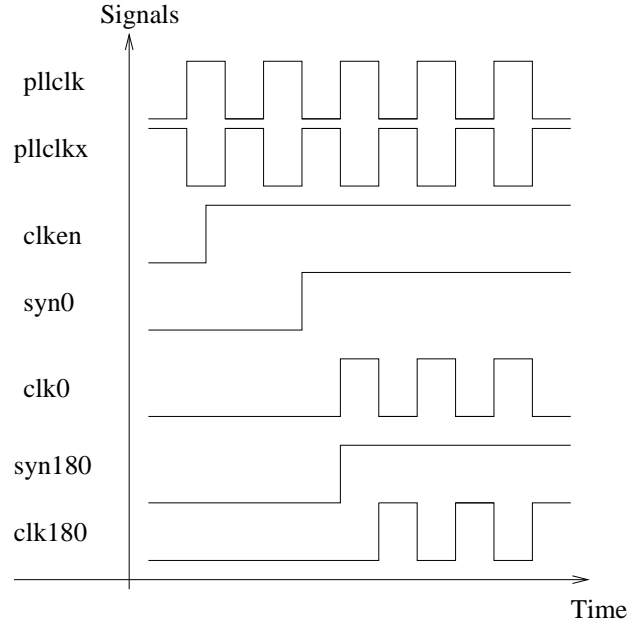 Signals
pllclk
pllclkx
clken
syn0
clk0
syn180
clk180
Time